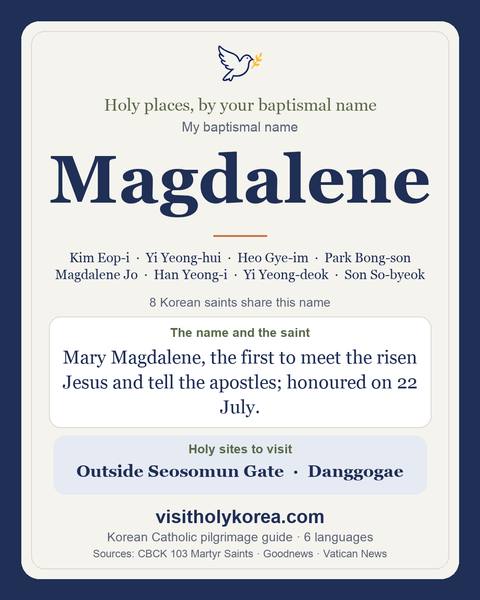 Holy places, by your baptismal name
My baptismal name
Magdalene
Kim Eop-i · Yi Yeong-hui · Heo Gye-im · Park Bong-son
Magdalene Jo · Han Yeong-i · Yi Yeong-deok · Son So-byeok
8 Korean saints share this name
The name and the saint
Mary Magdalene, the first to meet the risen
Jesus and tell the apostles; honoured on 22
July.
Holy sites to visit
Outside Seosomun Gate · Danggogae
visitholykorea.com
Korean Catholic pilgrimage guide · 6 languages
Sources: CBCK 103 Martyr Saints · Goodnews · Vatican News